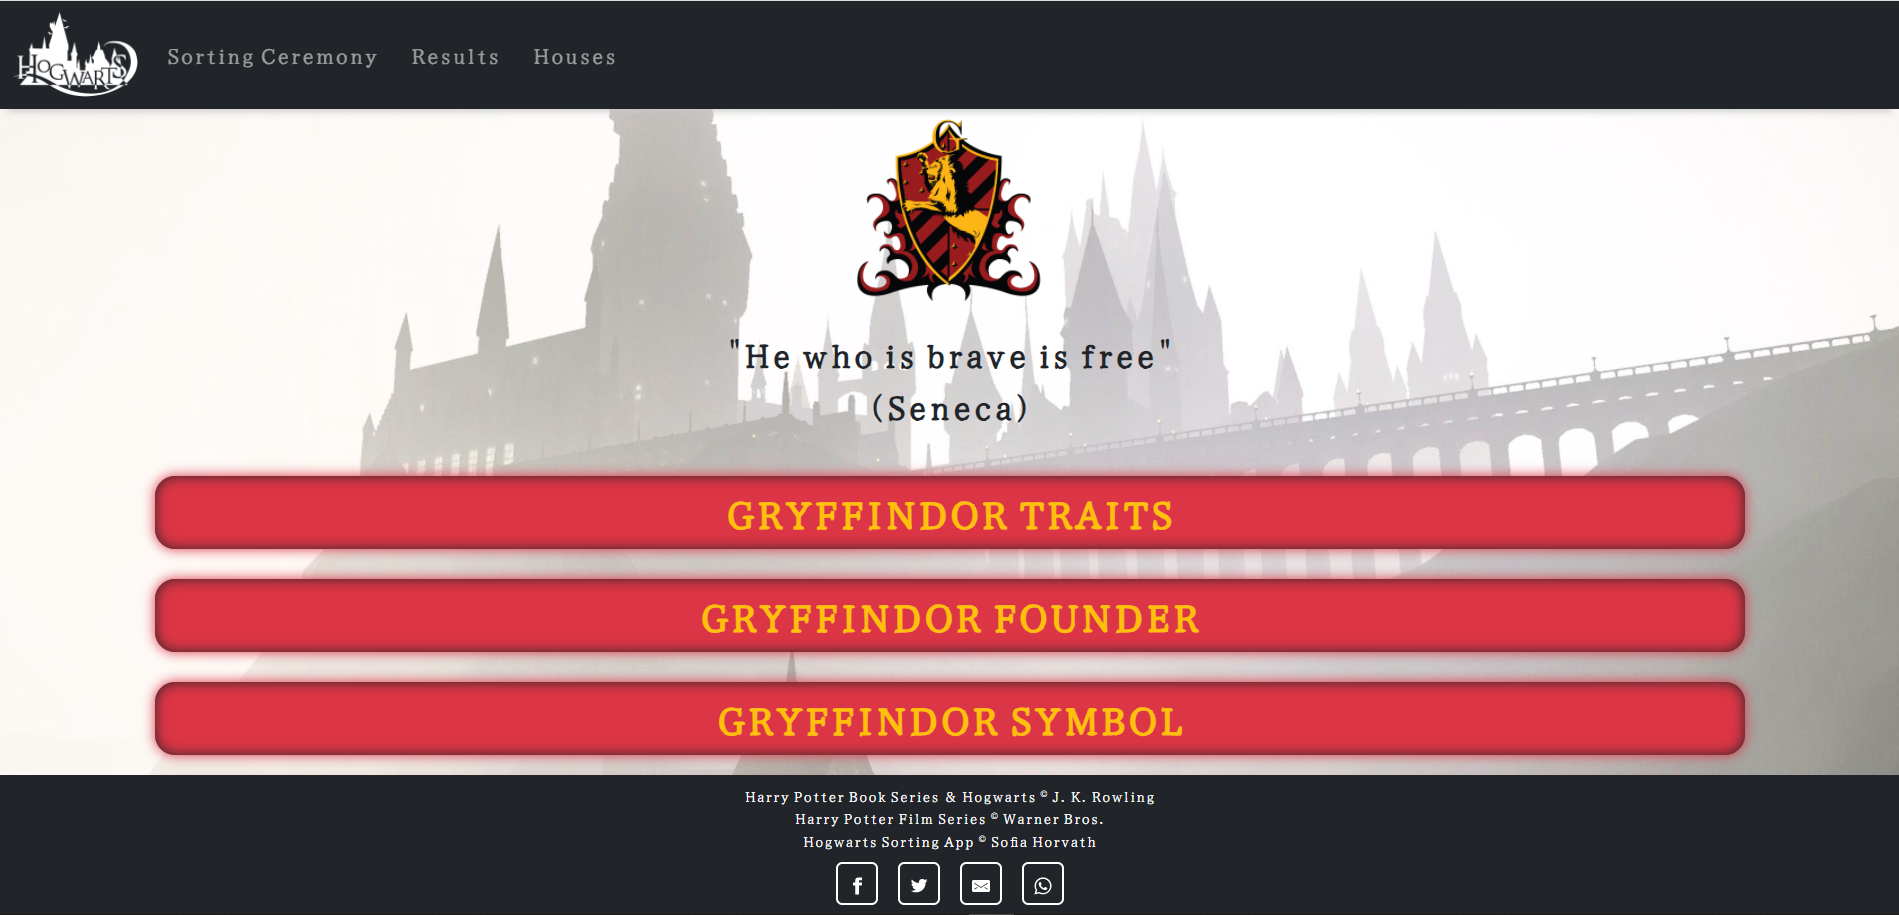 HOGWARTS
Sorting Ceremony Results Houses
G
"He who is brave is free"
(Seneca)
GRYFFINDOR TRAITS
GRYFFINDOR FOUNDER
GRYFFINDOR SYMBOL
Harry Potter Book Series & Hogwarts © J. K. Rowling
Harry Potter Film Series © Warner Bros.
Hogwarts Sorting App © Sofia Horvath